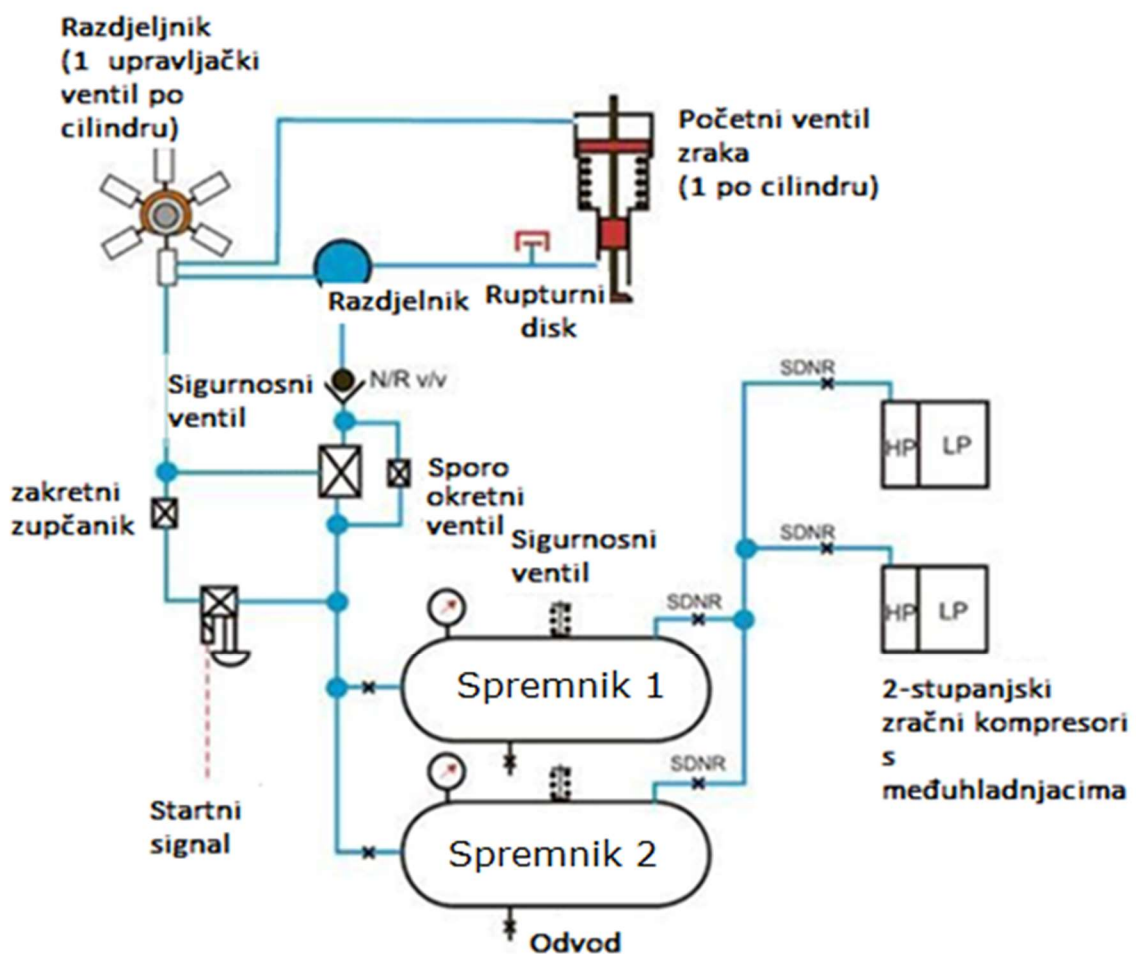 Razdjeljnik
(1 upravljački
ventil po
cilindru)
Početni ventil
zraka
(1 po cilindru)
Razdjelnik
Rupturni
disk
Sigurnosni
ventil
N/R v/v
SDNR
HP
LP
zakretni
zupčanik
Sporo
okretni
ventil
Sigurnosni
ventil
SDNR
HP
LP
SDNR
Spremnik 1
2-stupanjski
zračni kompresori
s
međuhladnjacima
SDNR
Startni
signal
Spremnik 2
Odvod